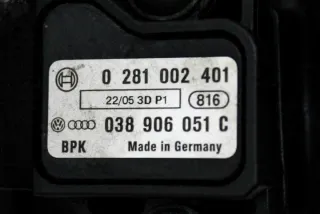 0 281 002 401
22/05 3D P1 816
038 906 051 C
BPK Made in Germany